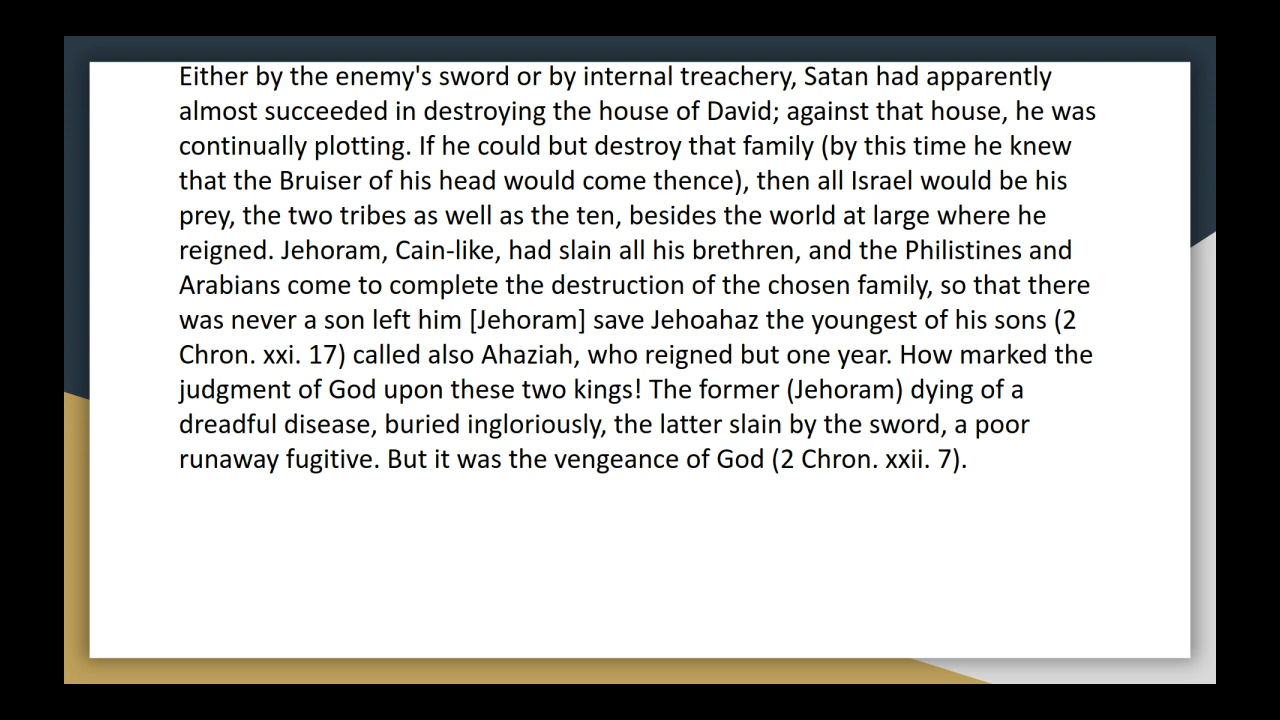 Either by the enemy's sword or by internal treachery, Satan had apparently
almost succeeded in destroying the house of David; against that house, he was
continually plotting. If he could but destroy that family (by this time he knew
that the Bruiser of his head would come thence), then all Israel would be his
prey, the two tribes as well as the ten, besides the world at large where he
reigned. Jehoram, Cain-like, had slain all his brethren, and the Philistines and
Arabians come to complete the destruction of the chosen family, so that there
was never a son left him [Jehoram] save Jehoahaz the youngest of his sons (2
Chron. xxi. 17) called also Ahaziah, who reigned but one year. How marked the
judgment of God upon these two kings! The former (Jehoram) dying of a
dreadful disease, buried ingloriously, the latter slain by the sword, a poor
runaway fugitive. But it was the vengeance of God (2 Chron. xxii. 7).